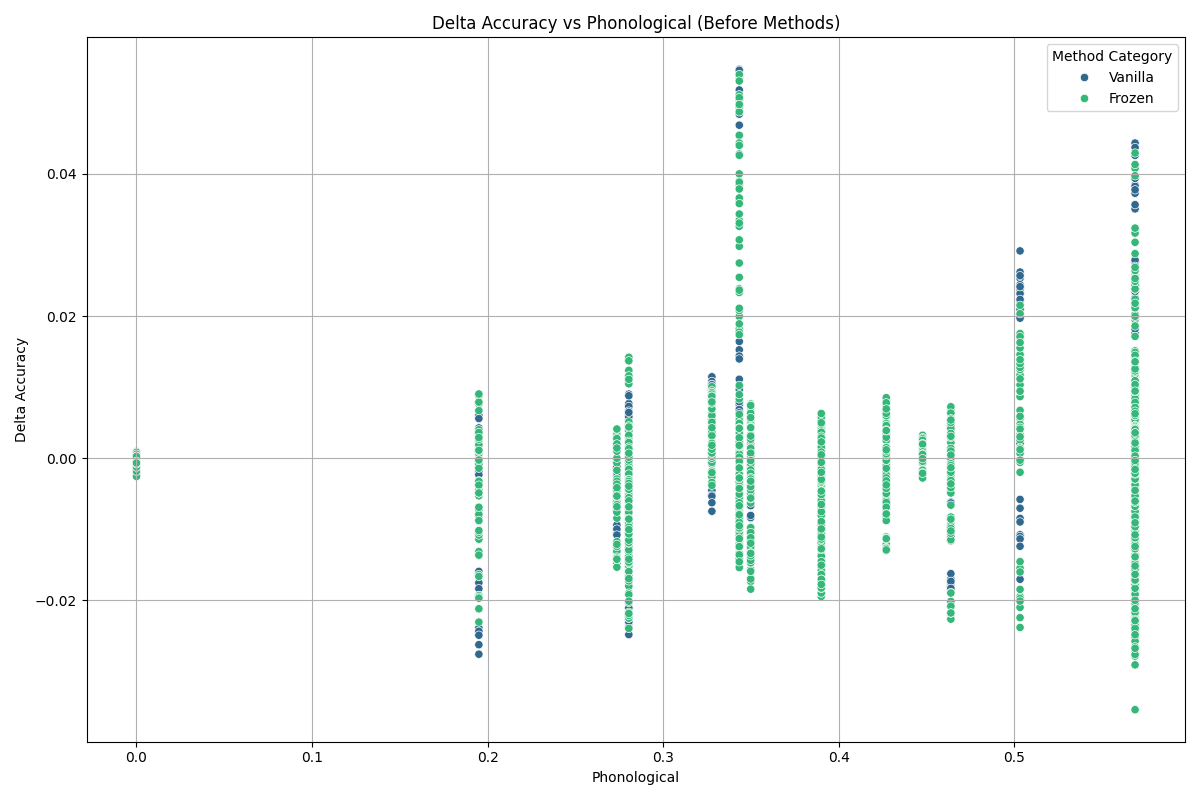 Delta Accuracy vs Phonological (Before Methods)
Method Category
Vanilla
Frozen
Delta Accuracy
0.04
0.02
0.00
−0.02
0.0
0.1
0.2
0.3
0.4
0.5
Phonological